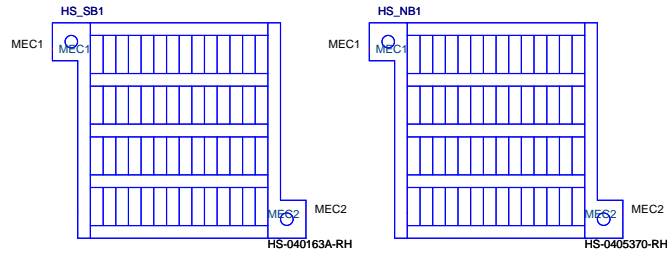 HS_SB1
MEC1
MEC1
MEC2
MEC2
HS-040163A-RH
HS_NB1
MEC1
MEC1
MEC2
MEC2
HS-0405370-RH